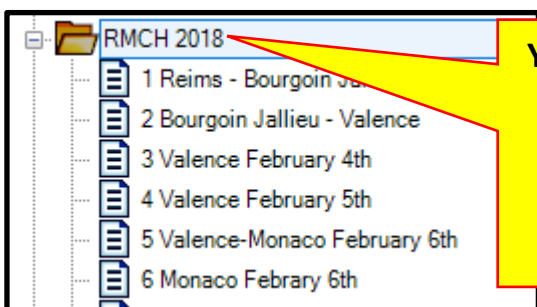 RMCH 2018
Y
1 Reims - Bourgoin
2 Bourgoin Jallieu - Valence
3 Valence February 4th
4 Valence February 5th
5 Valence-Monaco February 6th
6 Monaco Febrary 6th